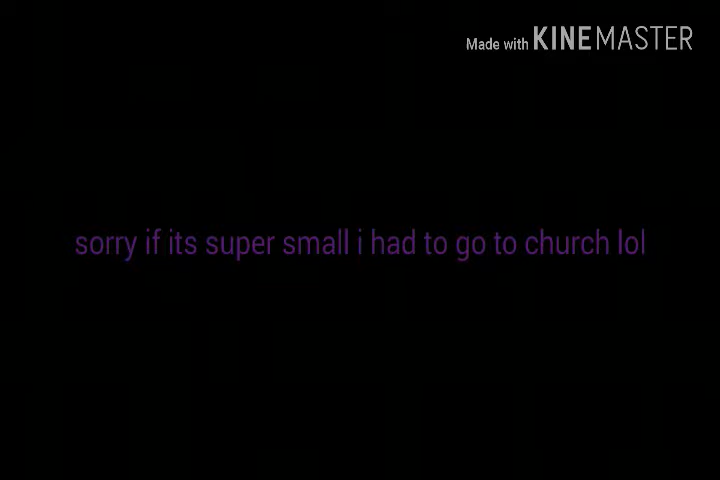 Made with KINEMASTER
sorry if its super small i had to go to church lol